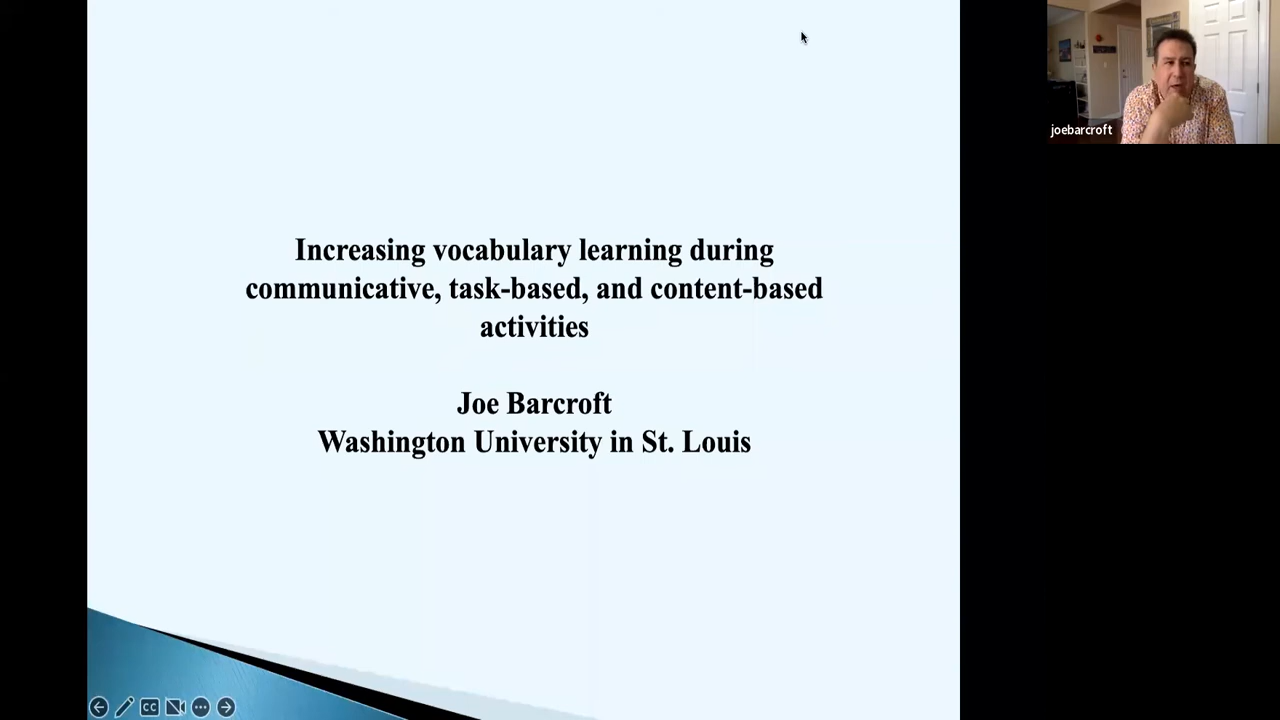 Increasing vocabulary learning during
communicative, task-based, and content-based
activities
Joe Barcroft
Washington University in St. Louis
joebarcroft
CC